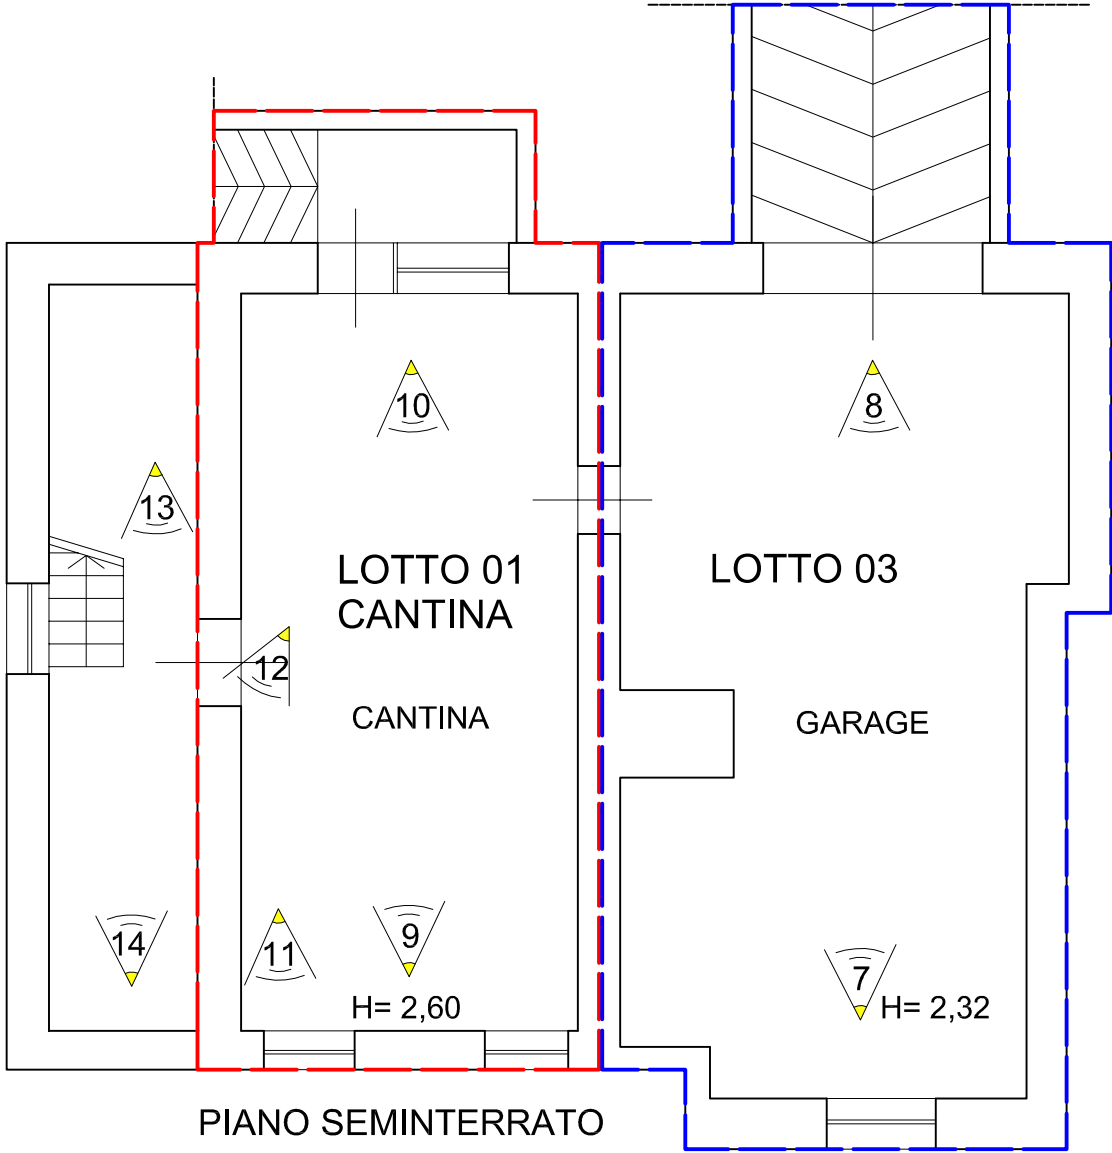 10
8
13
LOTTO 01
CANTINA
LOTTO 03
12
CANTINA
GARAGE
14
11
9
7
H= 2,60
H= 2,32
PIANO SEMINTERRATO